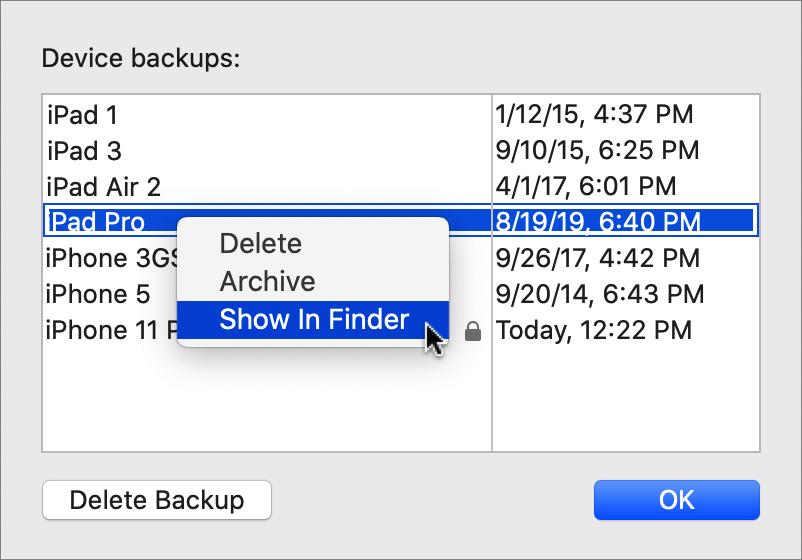 Device backups:
iPad 1 1/12/15, 4:37 PM
iPad 3 9/10/15, 6:25 PM
iPad Air 2 4/1/17, 6:01 PM
iPad Pro 8/19/19, 6:40 PM
Delete
iPhone 3GS 9/26/17, 4:42 PM
Archive
iPhone 5 9/20/14, 6:43 PM
Show In Finder
iPhone 11 Today, 12:22 PM
Delete Backup OK